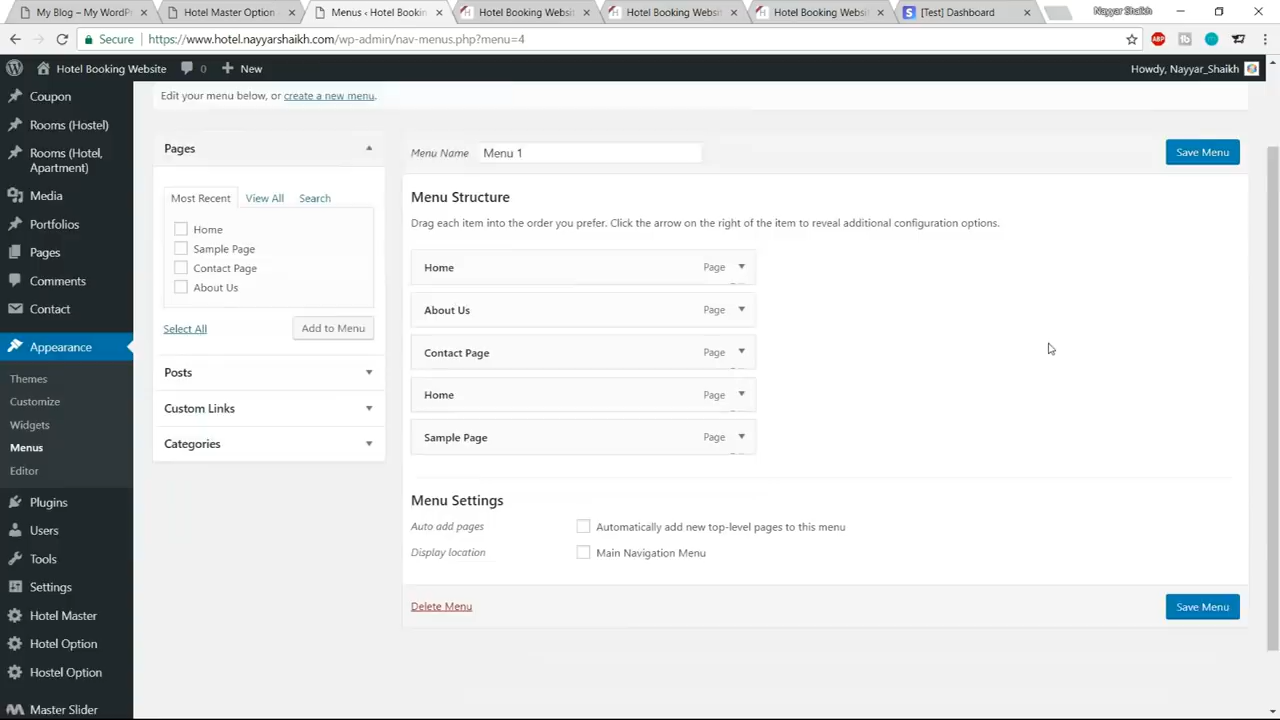 My Blog – My WordP
Hotel Master Option
Menus ‹ Hotel Bookin
Hotel Booking Websit
Hotel Booking Websit
Hotel Booking Websit
[Test] Dashboard
Nayyar Shaikh
Secure
https://www.hotel.nayyarshaikh.com/wp-admin/nav-menus.php?menu=4
ABP
Hotel Booking Website
0
New
Howdy, Nayyar_Shaikh
Coupon
Rooms (Hostel)
Rooms (Hotel,
Apartment)
Media
Portfolios
Pages
Comments
Contact
Appearance
Themes
Customize
Widgets
Menus
Editor
Plugins
Users
Tools
Settings
Hotel Master
Hotel Option
Hostel Option
Master Slider
Edit your menu below, or create a new menu.
Pages
Most Recent
View All
Search
Home
Sample Page
Contact Page
About Us
Select All
Add to Menu
Posts
Custom Links
Categories
Menu Name
Menu 1
Save Menu
Menu Structure
Drag each item into the order you prefer. Click the arrow on the right of the item to reveal additional configuration options.
Home Page
About Us Page
Contact Page Page
Home Page
Sample Page Page
Menu Settings
Auto add pages
Automatically add new top-level pages to this menu
Display location
Main Navigation Menu
Delete Menu
Save Menu